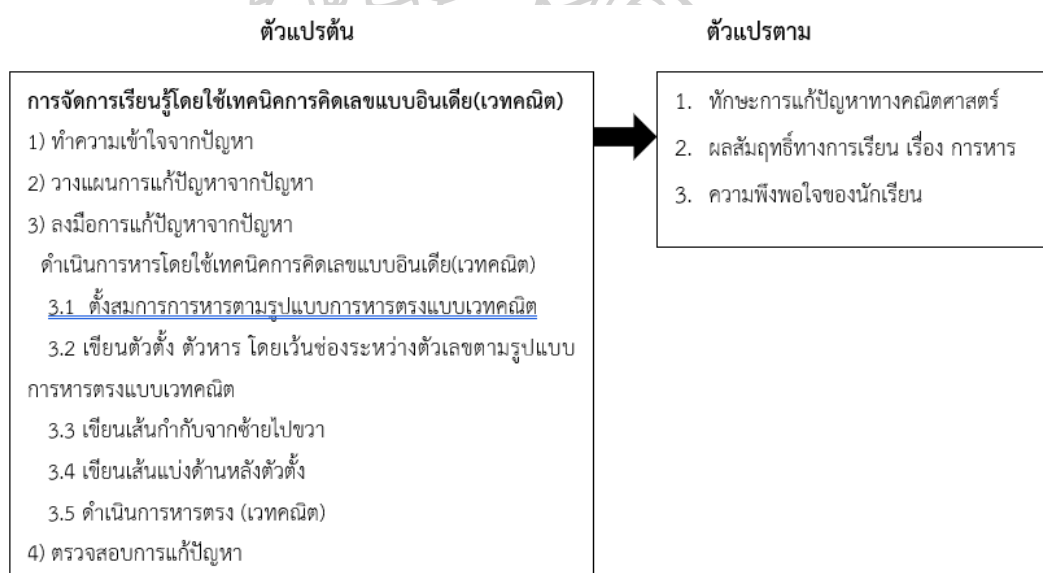 ตัวแปรต้น
ตัวแปรตาม
การจัดการเรียนรู้โดยใช้เทคนิคการคิดเลขแบบอินเดีย(เวทคณิต)
1) ทำความเข้าใจจากปัญหา
2) วางแผนการแก้ปัญหาจากปัญหา
3) ลงมือการแก้ปัญหาจากปัญหา
ดำเนินการหารโดยใช้เทคนิคการคิดเลขแบบอินเดีย(เวทคณิต)
3.1 ตั้งสมการการหารตามรูปแบบการหารตรงแบบเวทคณิต
3.2 เขียนตัวตั้ง ตัวหาร โดยเว้นช่องระหว่างตัวเลขตามรูปแบบ
การหารตรงแบบเวทคณิต
3.3 เขียนเส้นกำกับจากซ้ายไปขวา
3.4 เขียนเส้นแบ่งด้านหลังตัวตั้ง
3.5 ดำเนินการหารตรง (เวทคณิต)
4) ตรวจสอบการแก้ปัญหา
1. ทักษะการแก้ปัญหาทางคณิตศาสตร์
2. ผลสัมฤทธิ์ทางการเรียน เรื่อง การหาร
3. ความพึงพอใจของนักเรียน